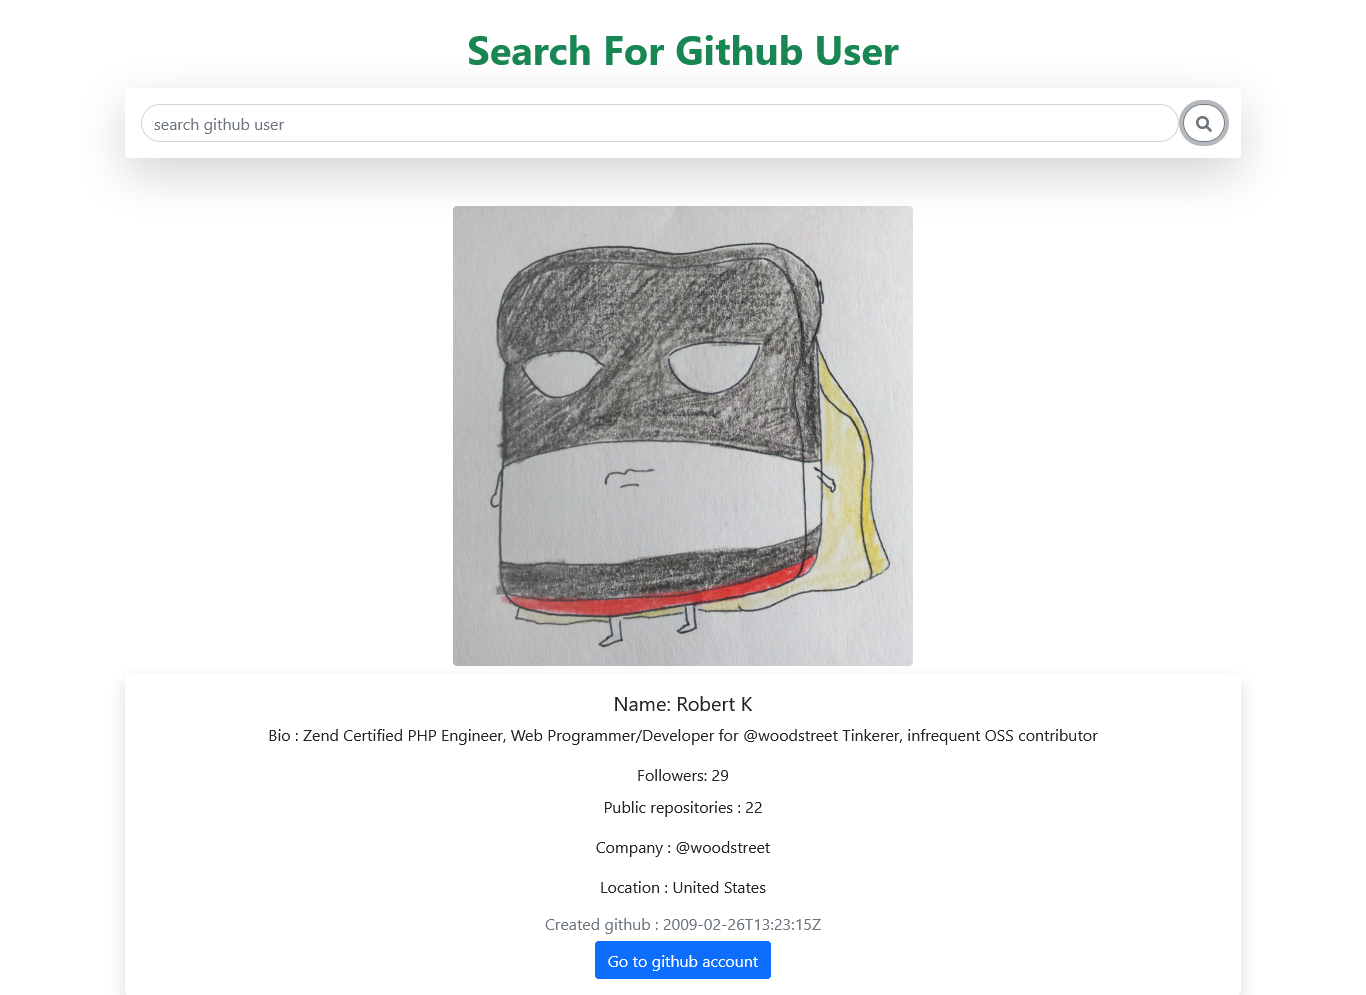 Search For Github User
search github user
Name: Robert K
Bio : Zend Certified PHP Engineer, Web Programmer/Developer for @woodstreet Tinkerer, infrequent OSS contributor
Followers: 29
Public repositories : 22
Company : @woodstreet
Location : United States
Created github : 2009-02-26T13:23:15Z
Go to github account